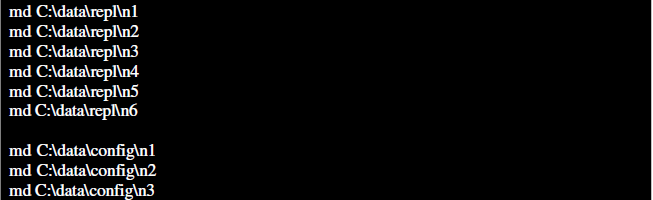 md C:\data\repl\n1
md C:\data\repl\n2
md C:\data\repl\n3
md C:\data\repl\n4
md C:\data\repl\n5
md C:\data\repl\n6
md C:\data\config\n1
md C:\data\config\n2
md C:\data\config\n3